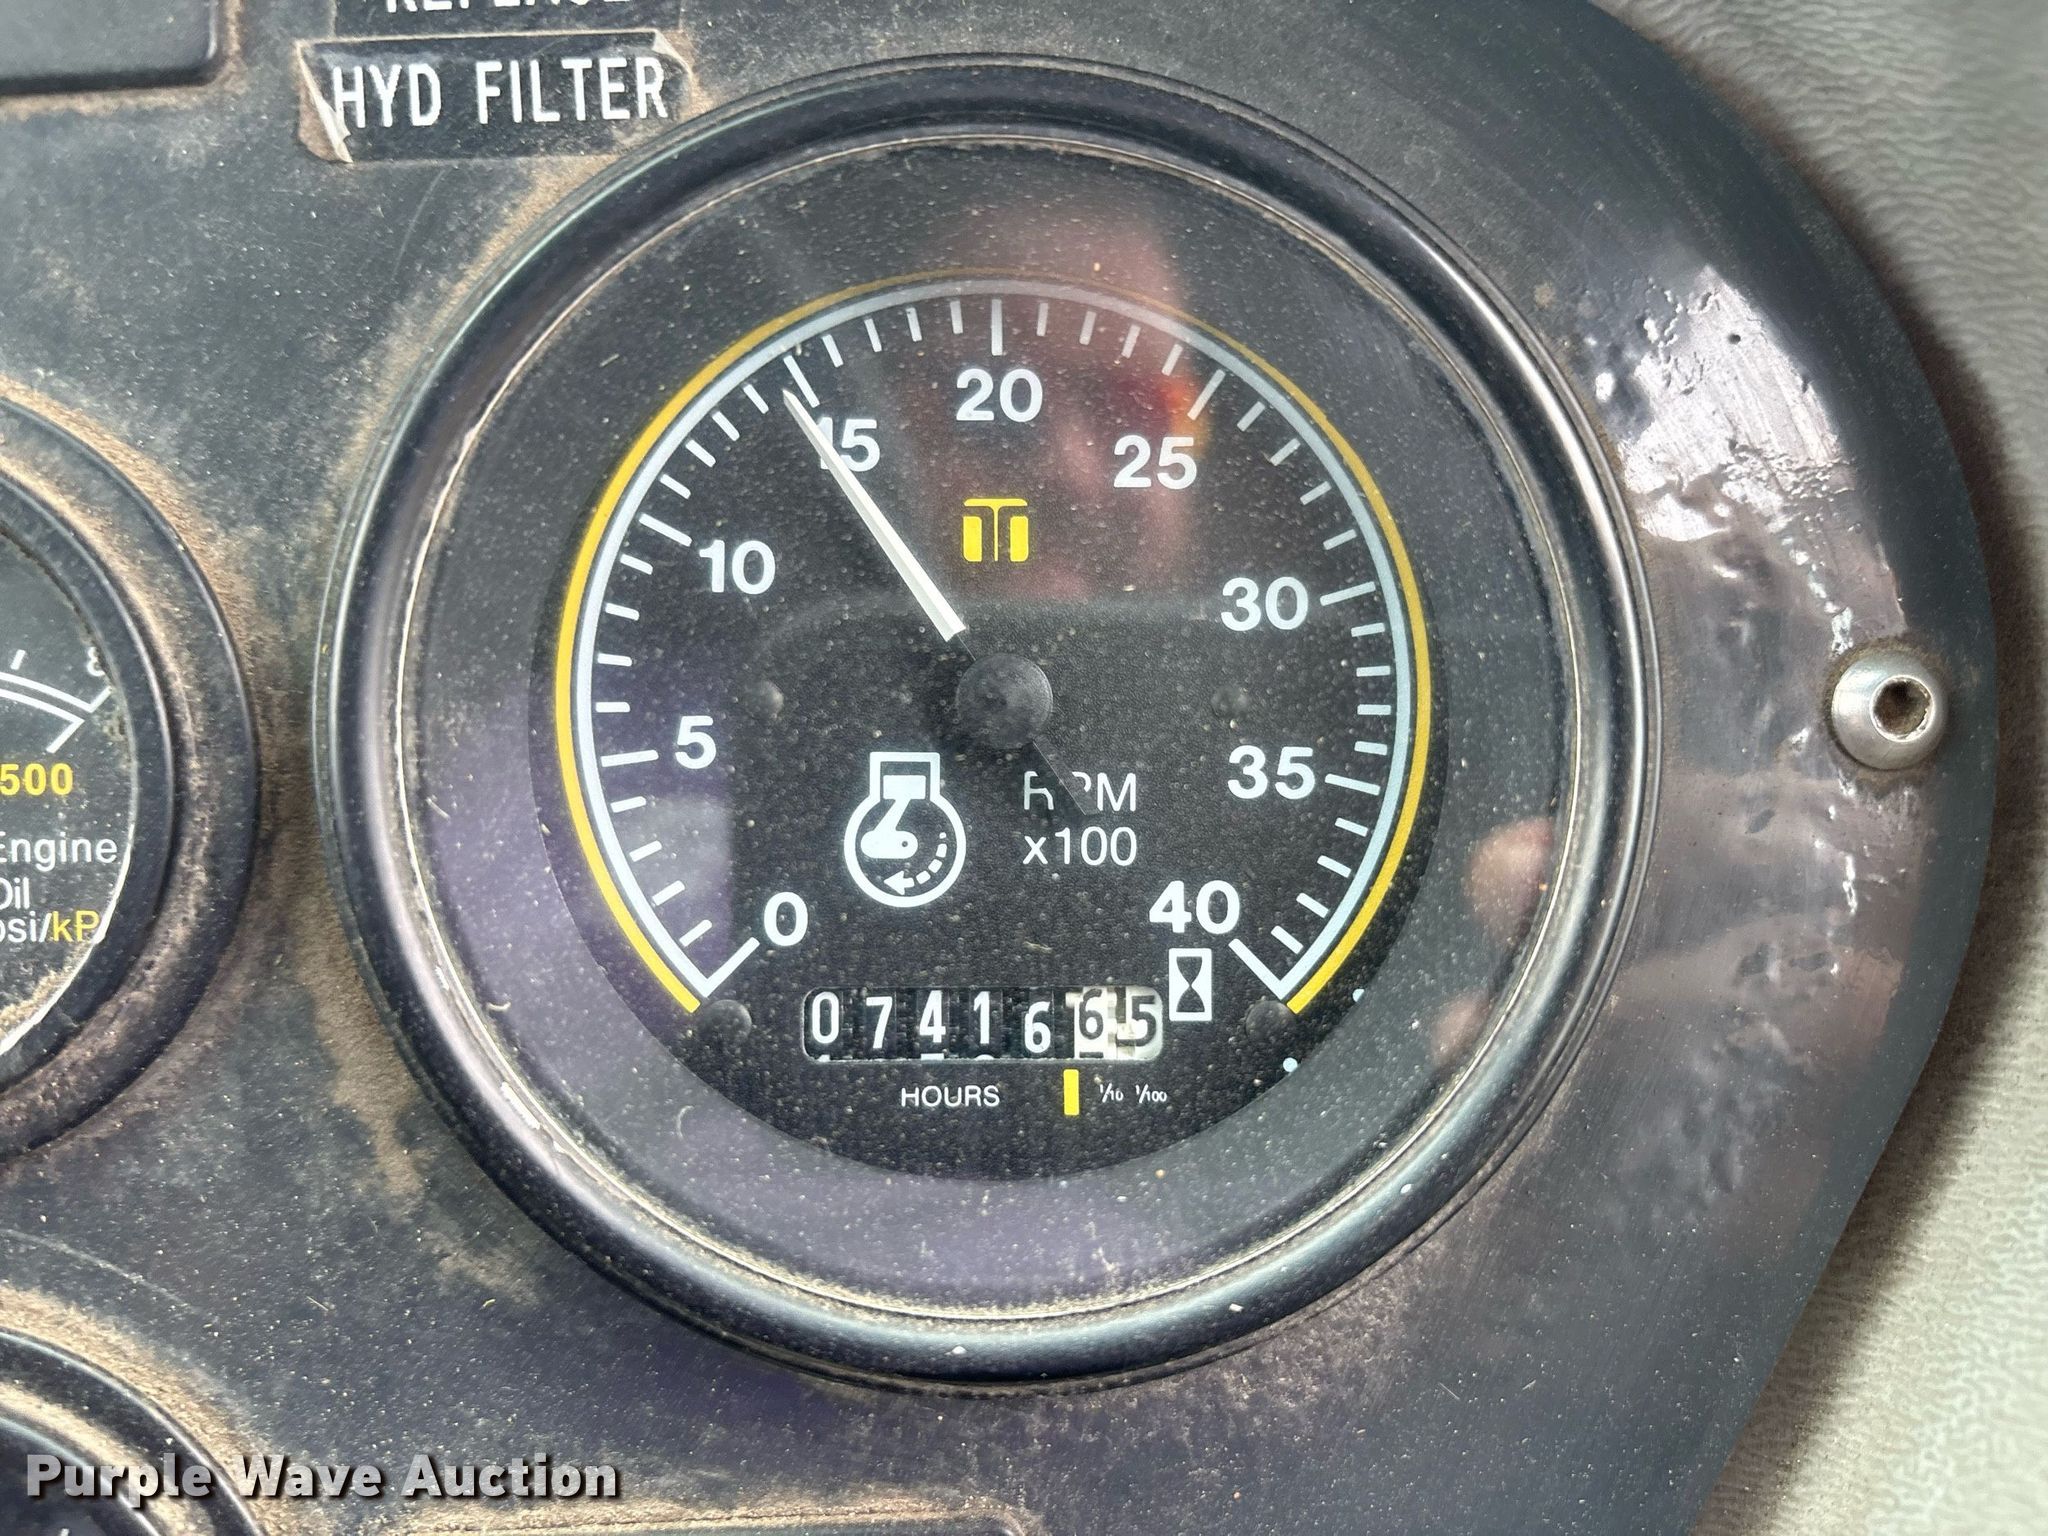 HYD FILTER
0
5
10
15
20
25
30
35
40
RPM
x100
0741665
HOURS
1/10 1/100
8
500
Engine
Oil
psi/kP
Purple Wave Auction